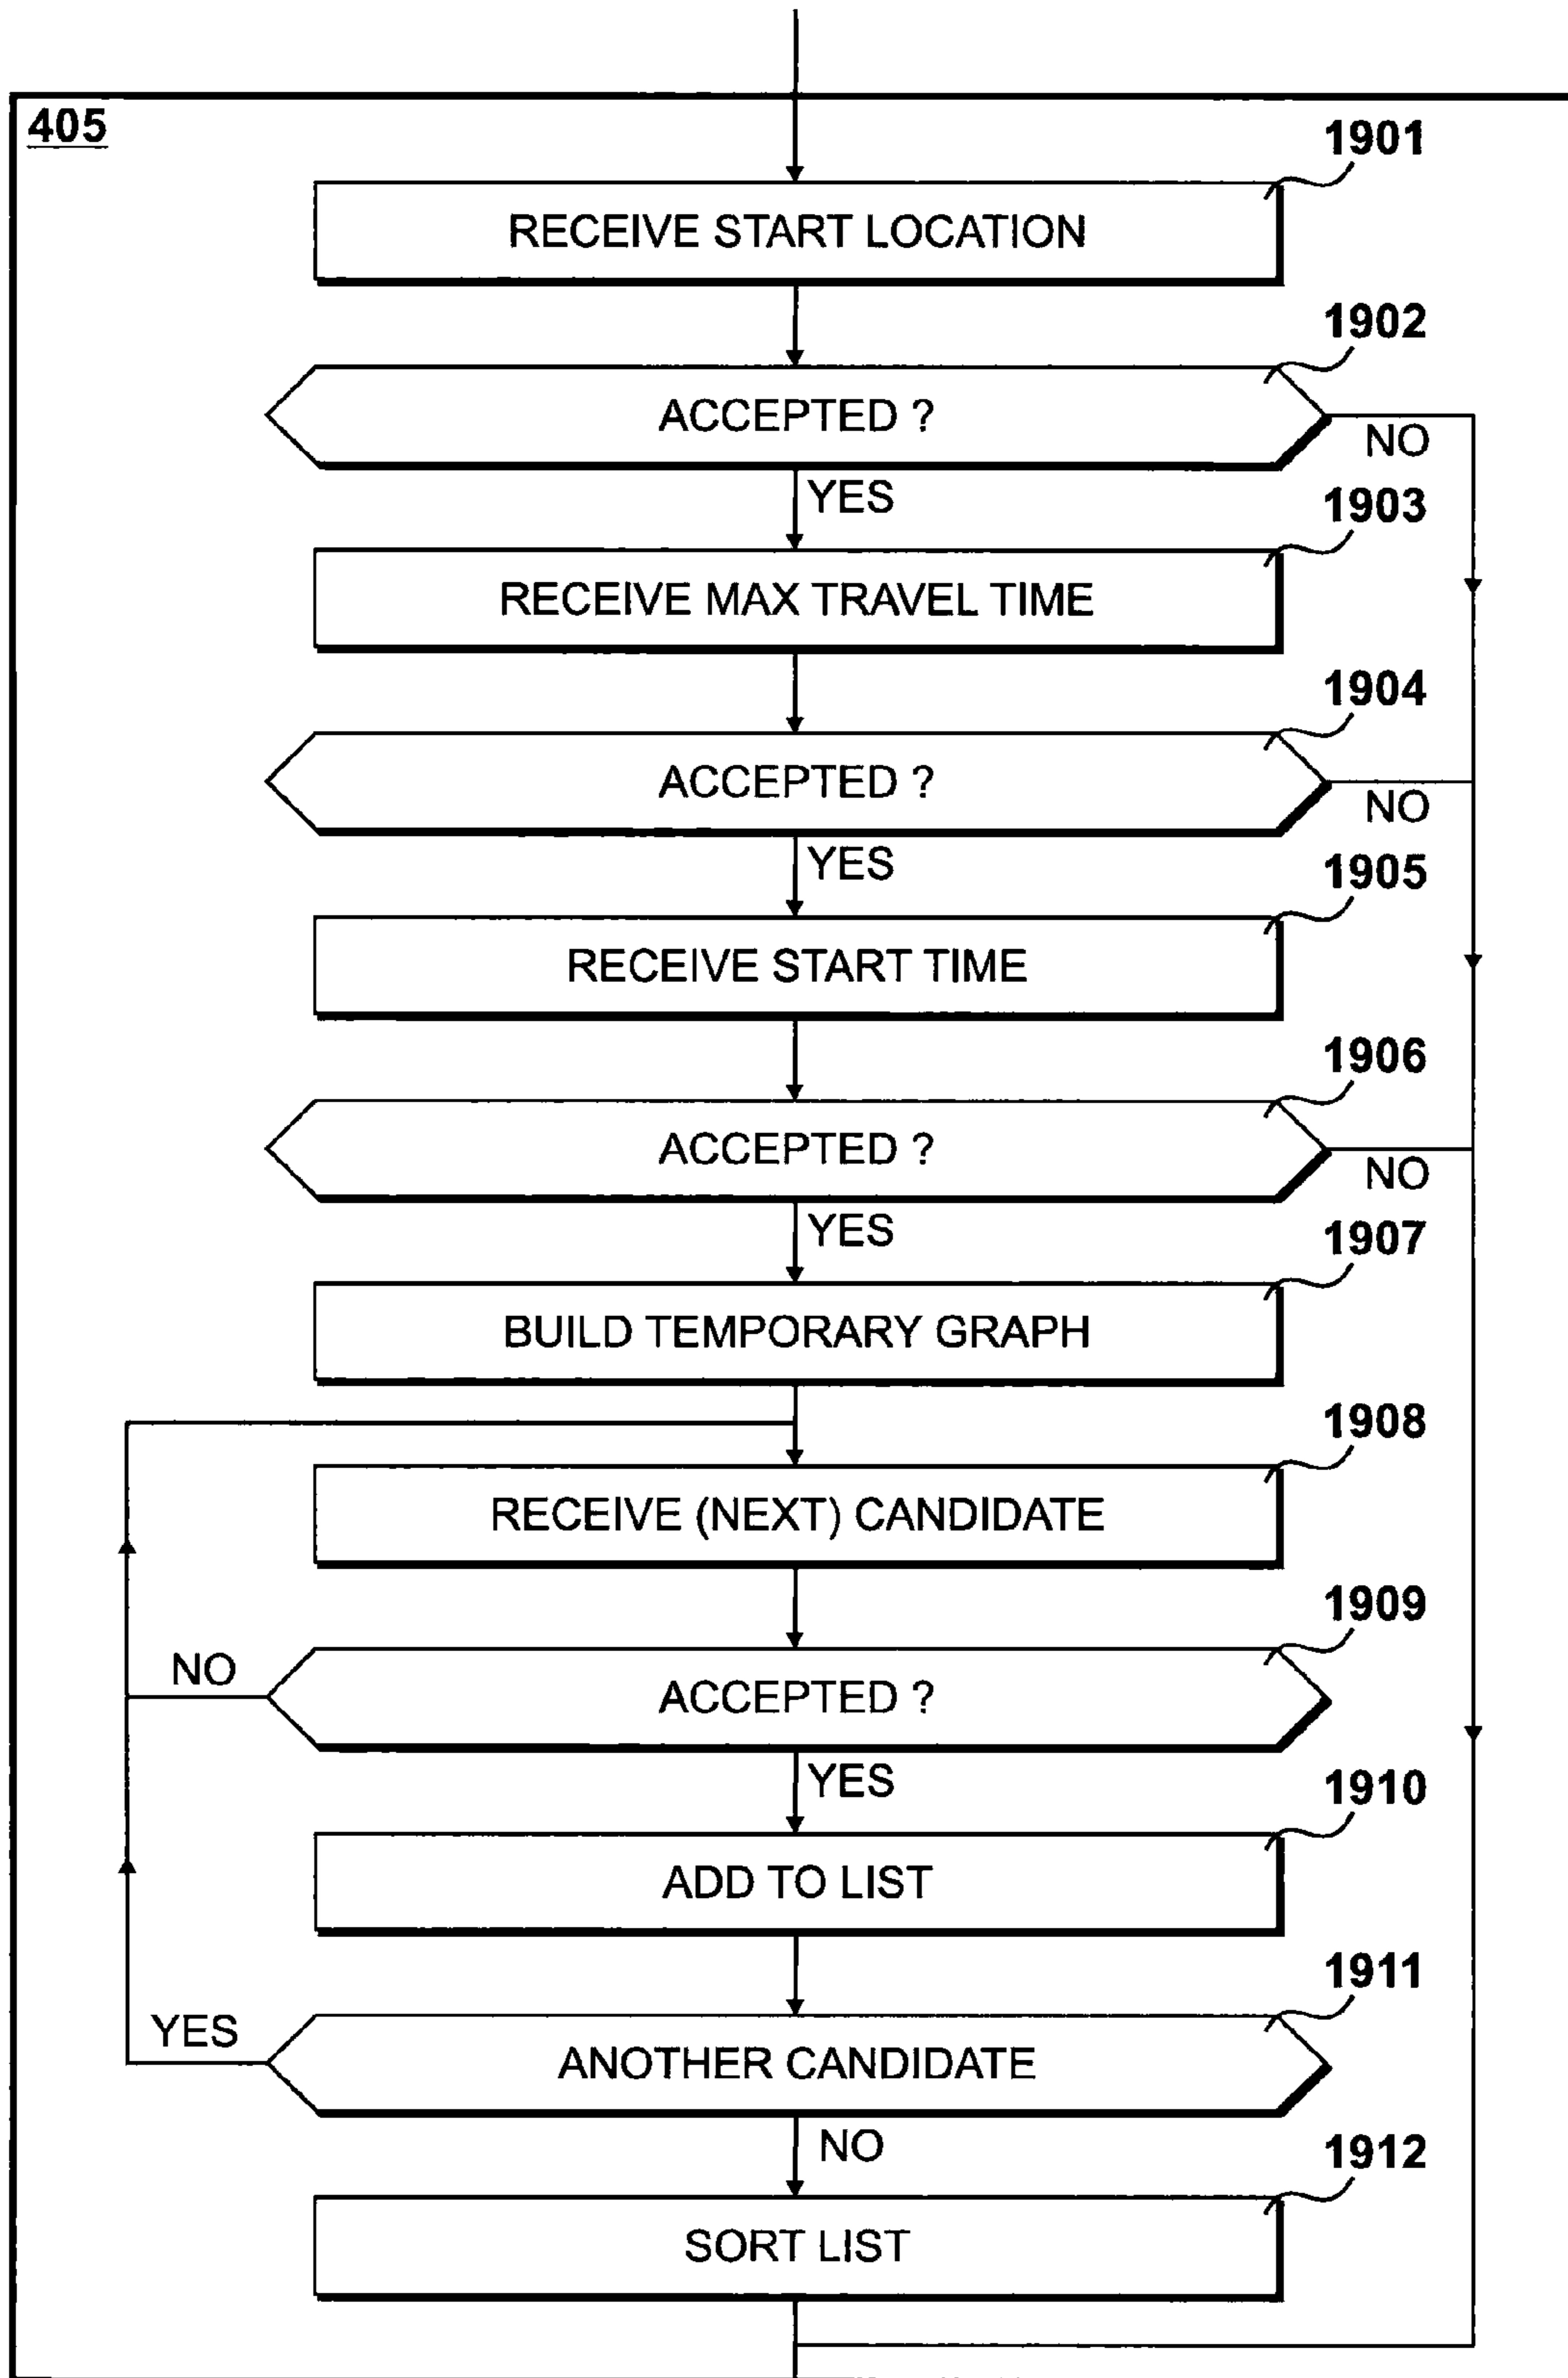 405
1901
RECEIVE START LOCATION
1902
ACCEPTED ?
NO
YES
1903
RECEIVE MAX TRAVEL TIME
1904
ACCEPTED ?
NO
YES
1905
RECEIVE START TIME
1906
ACCEPTED ?
NO
YES
1907
BUILD TEMPORARY GRAPH
1908
RECEIVE (NEXT) CANDIDATE
1909
NO
ACCEPTED ?
YES
1910
ADD TO LIST
1911
YES
ANOTHER CANDIDATE
NO
1912
SORT LIST